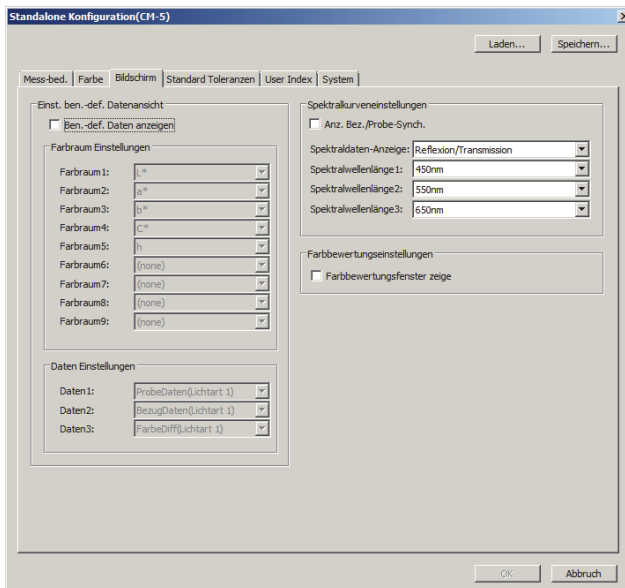 Standalone Konfiguration(CM-5)
Laden...
Speichern...
Mess-bed.
Farbe
Bildschirm
Standard Toleranzen
User Index
System
Einst. ben.-def. Datenansicht
Ben.-def. Daten anzeigen
Farbraum Einstellungen
Farbraum1: L*
Farbraum2: a*
Farbraum3: b*
Farbraum4: C*
Farbraum5: h
Farbraum6: (none)
Farbraum7: (none)
Farbraum8: (none)
Farbraum9: (none)
Daten Einstellungen
Daten1: ProbeDaten(Lichtart 1)
Daten2: BezugDaten(Lichtart 1)
Daten3: FarbeDiff(Lichtart 1)
Spektralkurveneinstellungen
Anz. Bez./Probe-Synch.
Spektraldaten-Anzeige: Reflexion/Transmission
Spektralwellenlänge1: 450nm
Spektralwellenlänge2: 550nm
Spektralwellenlänge3: 650nm
Farbbewertungseinstellungen
Farbbewertungsfenster zeige
OK
Abbruch